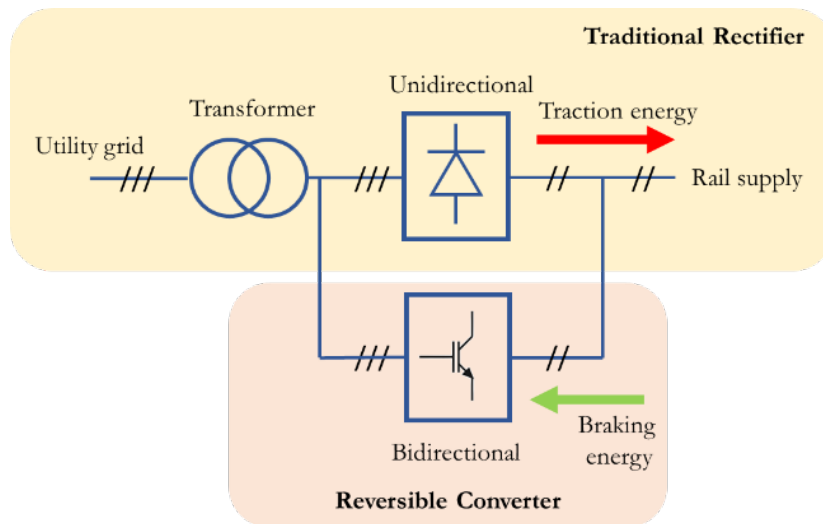 Traditional Rectifier
Unidirectional
Transformer
Traction energy
Utility grid
Rail supply
Braking
energy
Bidirectional
Reversible Converter